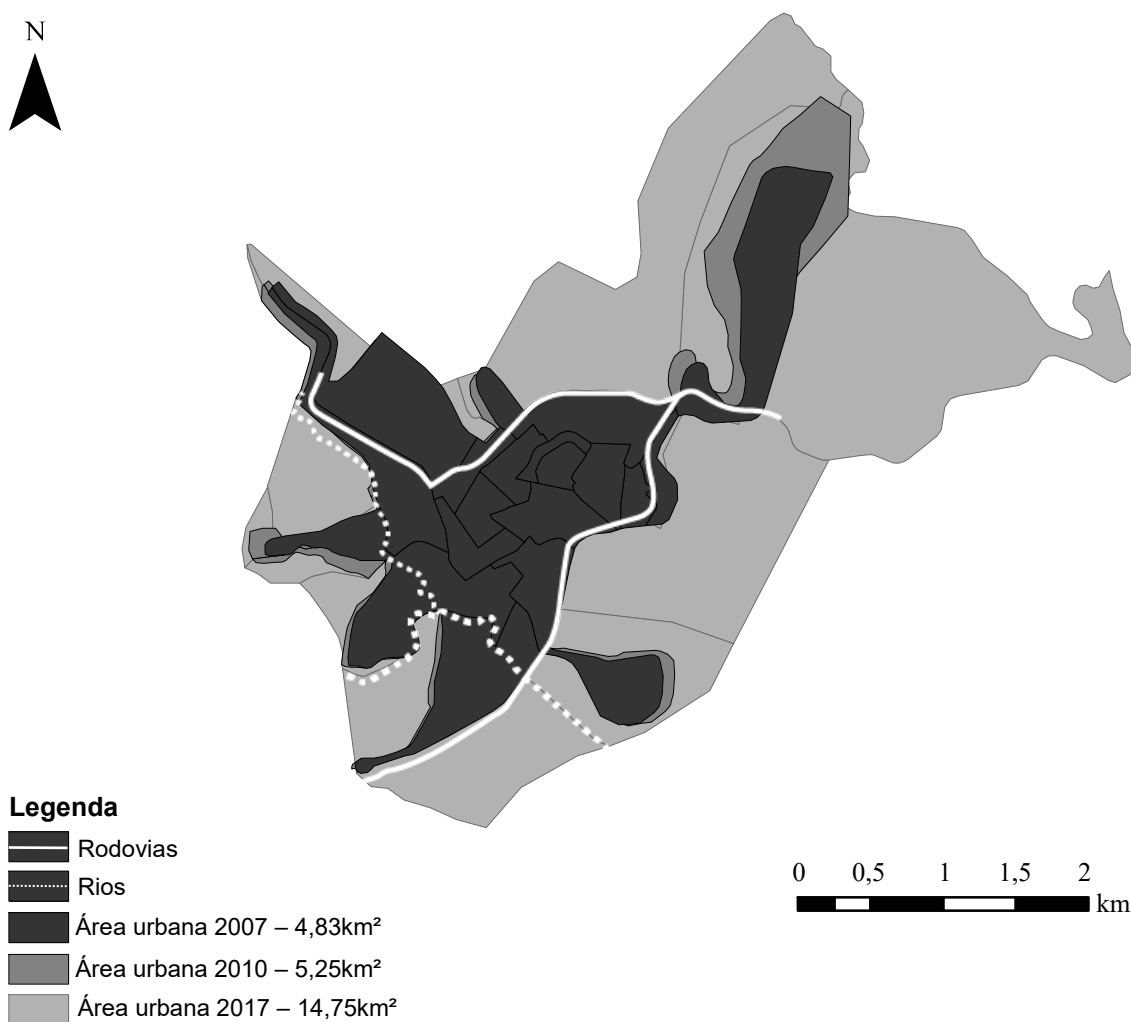 N
Legenda
Rodovias
Rios
Área urbana 2007 – 4,83km²
Área urbana 2010 – 5,25km²
Área urbana 2017 – 14,75km²
0 0,5 1 1,5 2
km